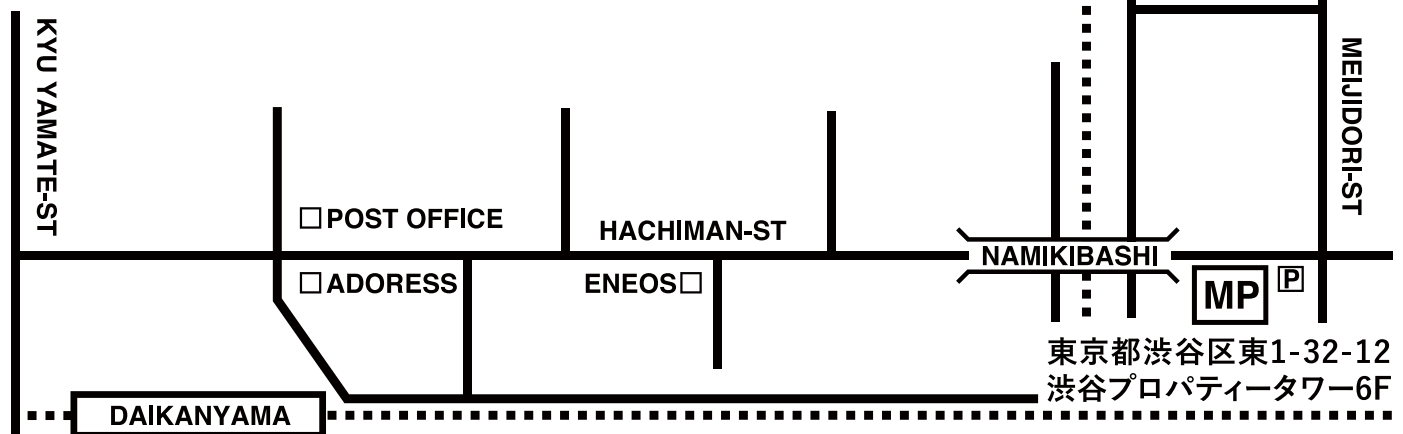 KYU YAMATE-ST
MEIJIDORI-ST
POST OFFICE
HACHIMAN-ST
NAMIKIBASHI
ADORESS
ENEOS
MP
P
東京都渋谷区東1-32-12
渋谷プロパティータワー6F
DAIKANYAMA